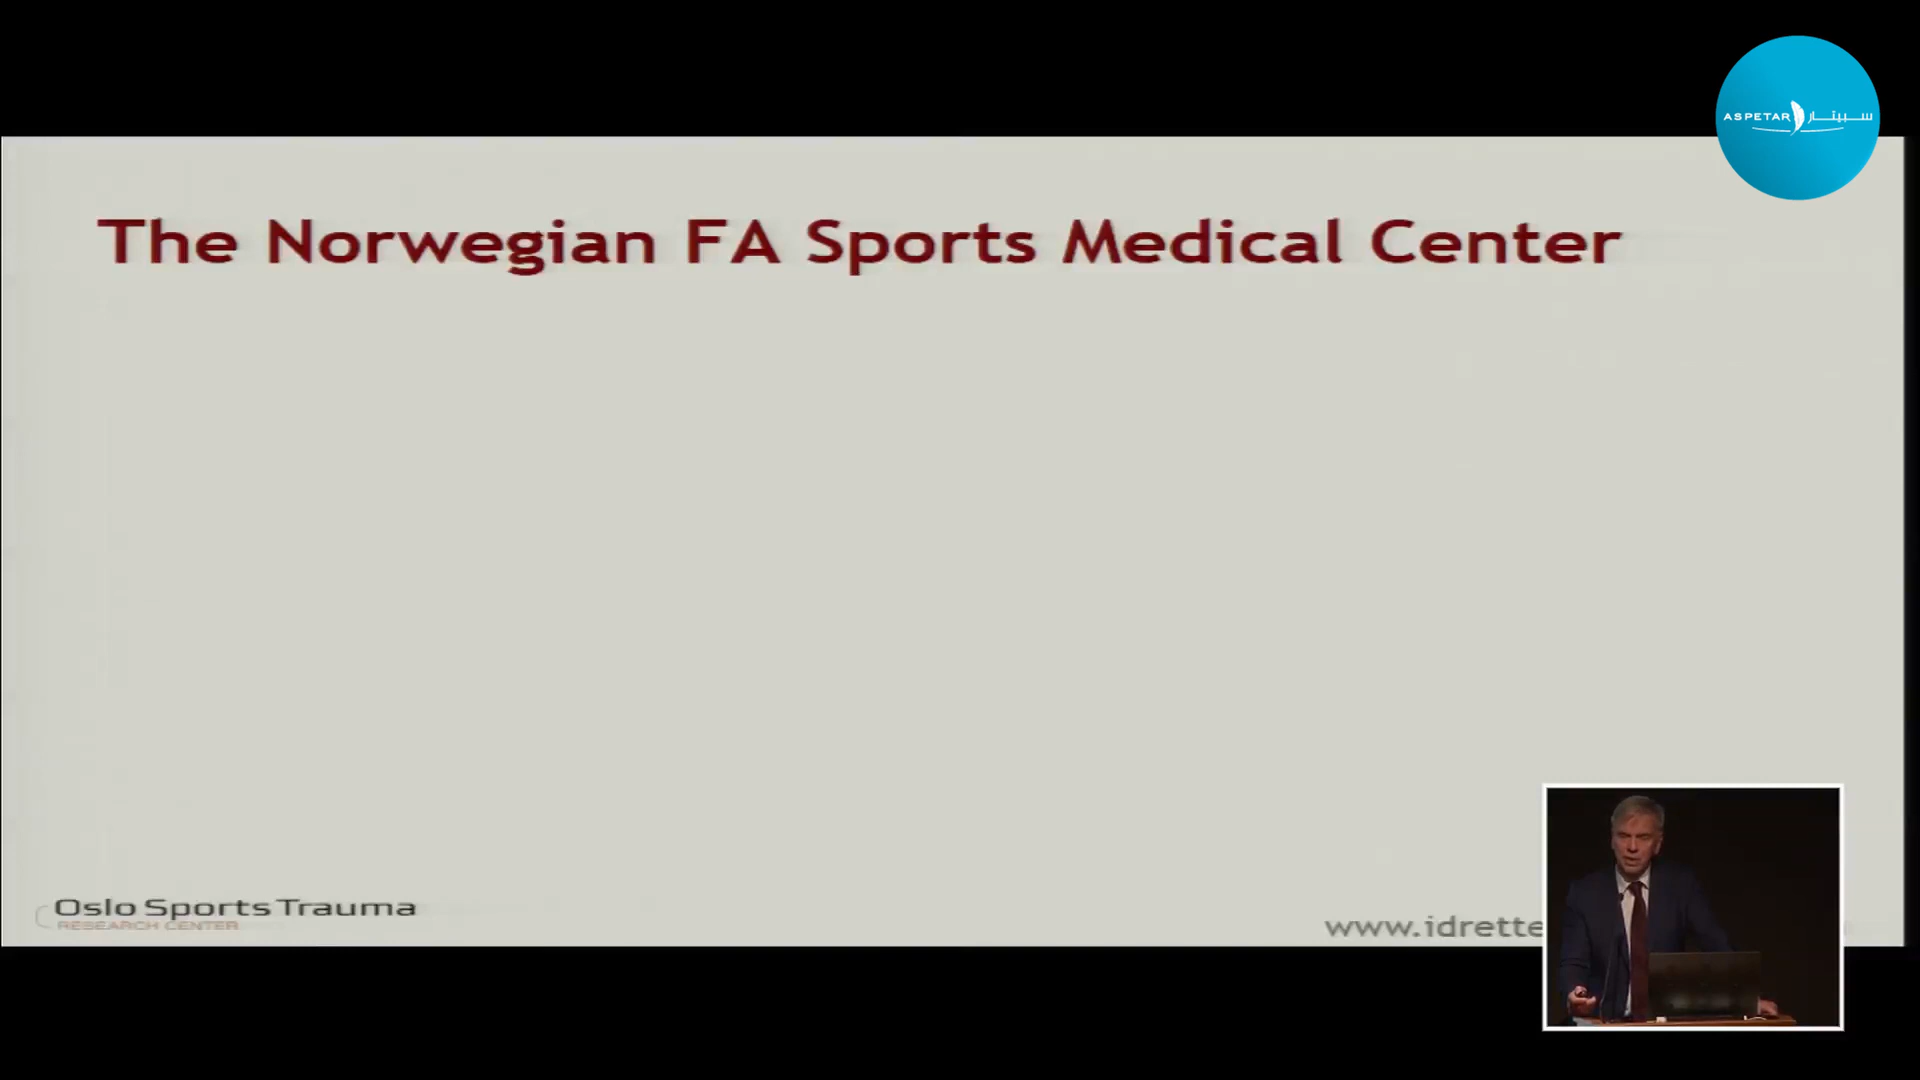 ASPETAR سبيتار
The Norwegian FA Sports Medical Center
Oslo Sports Trauma
RESEARCH CENTER
www.idrette